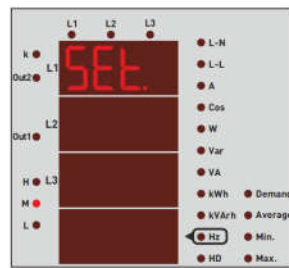 L1 L2 L3
k
Out2
L1
SEt.
L2
Out1
H
L3
M
L
L-N
L-L
A
Cos
W
Var
VA
kWh
Demand
kVArh
Average
Hz
Min.
HD
Max.